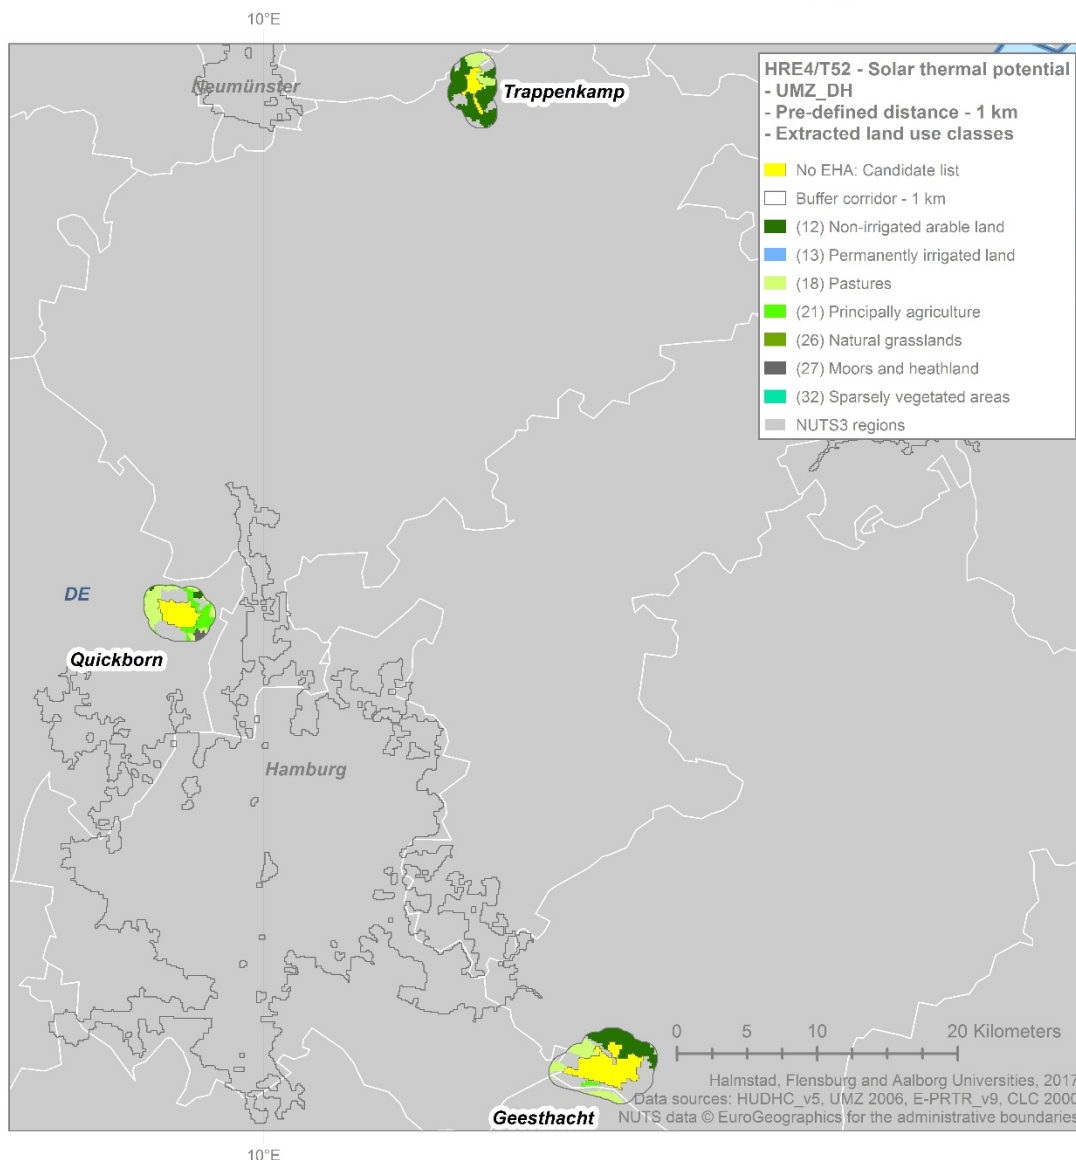 10°E
Neumünster
Trappenkamp
HRE4/T52 - Solar thermal potential
- UMZ_DH
- Pre-defined distance - 1 km
- Extracted land use classes
No EHA: Candidate list
Buffer corridor - 1 km
(12) Non-irrigated arable land
(13) Permanently irrigated land
(18) Pastures
(21) Principally agriculture
(26) Natural grasslands
(27) Moors and heathland
(32) Sparsely vegetated areas
NUTS3 regions
DE
Quickborn
Hamburg
0 5 10 20 Kilometers
Halmstad, Flensburg and Aalborg Universities, 2017
Data sources: HUDHC_v5, UMZ 2006, E-PRTR_v9, CLC 2000
Geesthacht
NUTS data © EuroGeographics for the administrative boundaries
10°E